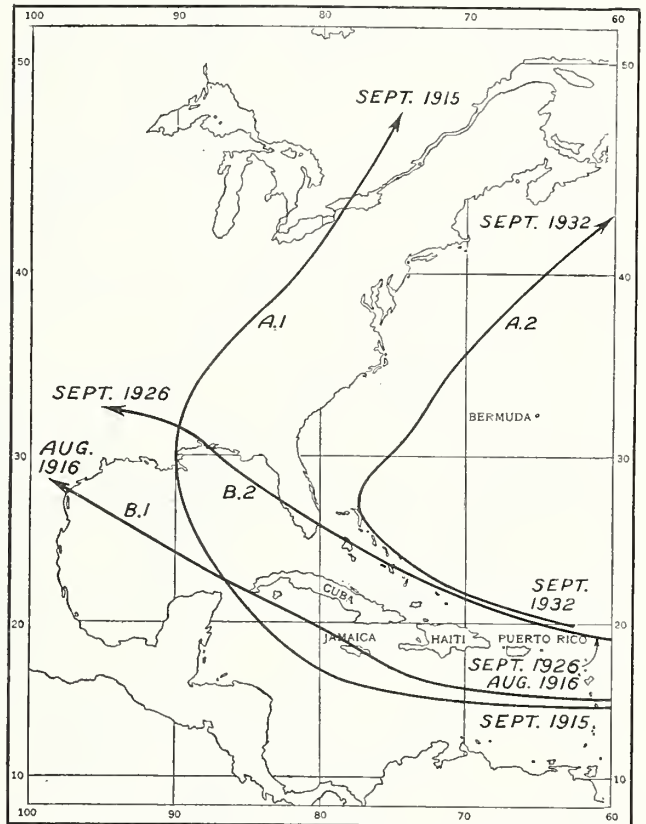 100 90 80 70 60
50 50
SEPT. 1915
SEPT. 1932
40 40
A.1
A.2
SEPT. 1926
BERMUDA
AUG.
1916
30 30
B.1
B.2
SEPT.
1932
CUBA
20 20
JAMAICA HAITI PUERTO RICO
SEPT. 1926
AUG. 1916
SEPT. 1915
10 10
100 90 80 70 60